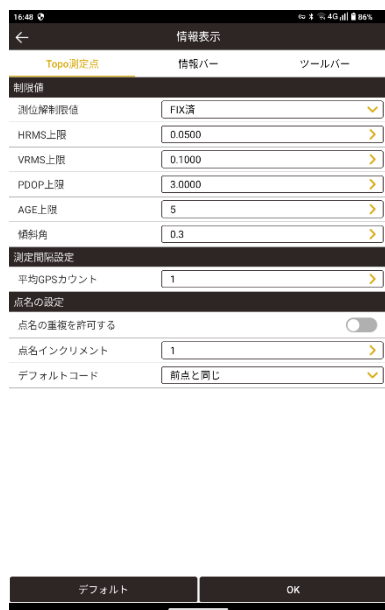 16:48 4G 86%
情報表示
Topo測定点 情報バー ツールバー
制限値
測位解制限値 FIX済
HRMS上限 0.0500
VRMS上限 0.1000
PDOP上限 3.0000
AGE上限 5
傾斜角 0.3
測定間隔設定
平均GPSカウント 1
点名の設定
点名の重複を許可する
点名インクリメント 1
デフォルトコード 前点と同じ
デフォルト OK